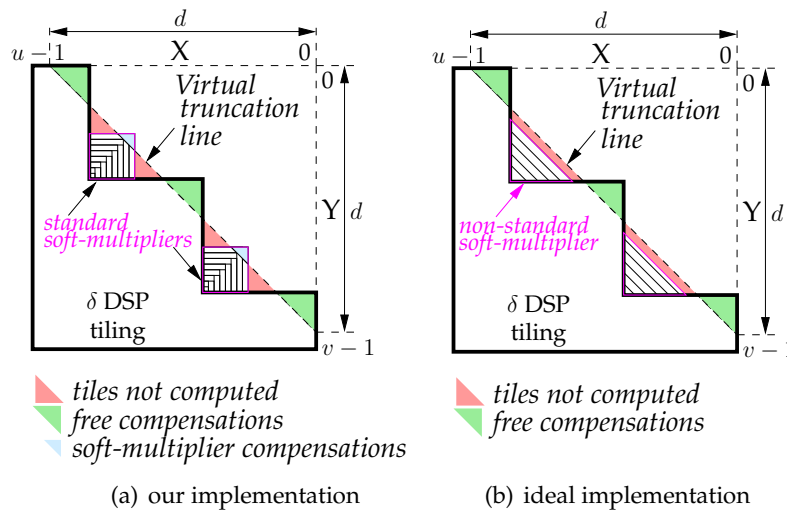 d
u − 1
X
0
0
Virtual
truncation
line
Y
d
standard
soft-multipliers
δ DSP
tiling
v − 1
tiles not computed
free compensations
soft-multiplier compensations
(a) our implementation
d
u − 1
X
0
0
Virtual
truncation
line
Y
d
non-standard
soft-multiplier
δ DSP
tiling
v − 1
tiles not computed
free compensations
(b) ideal implementation